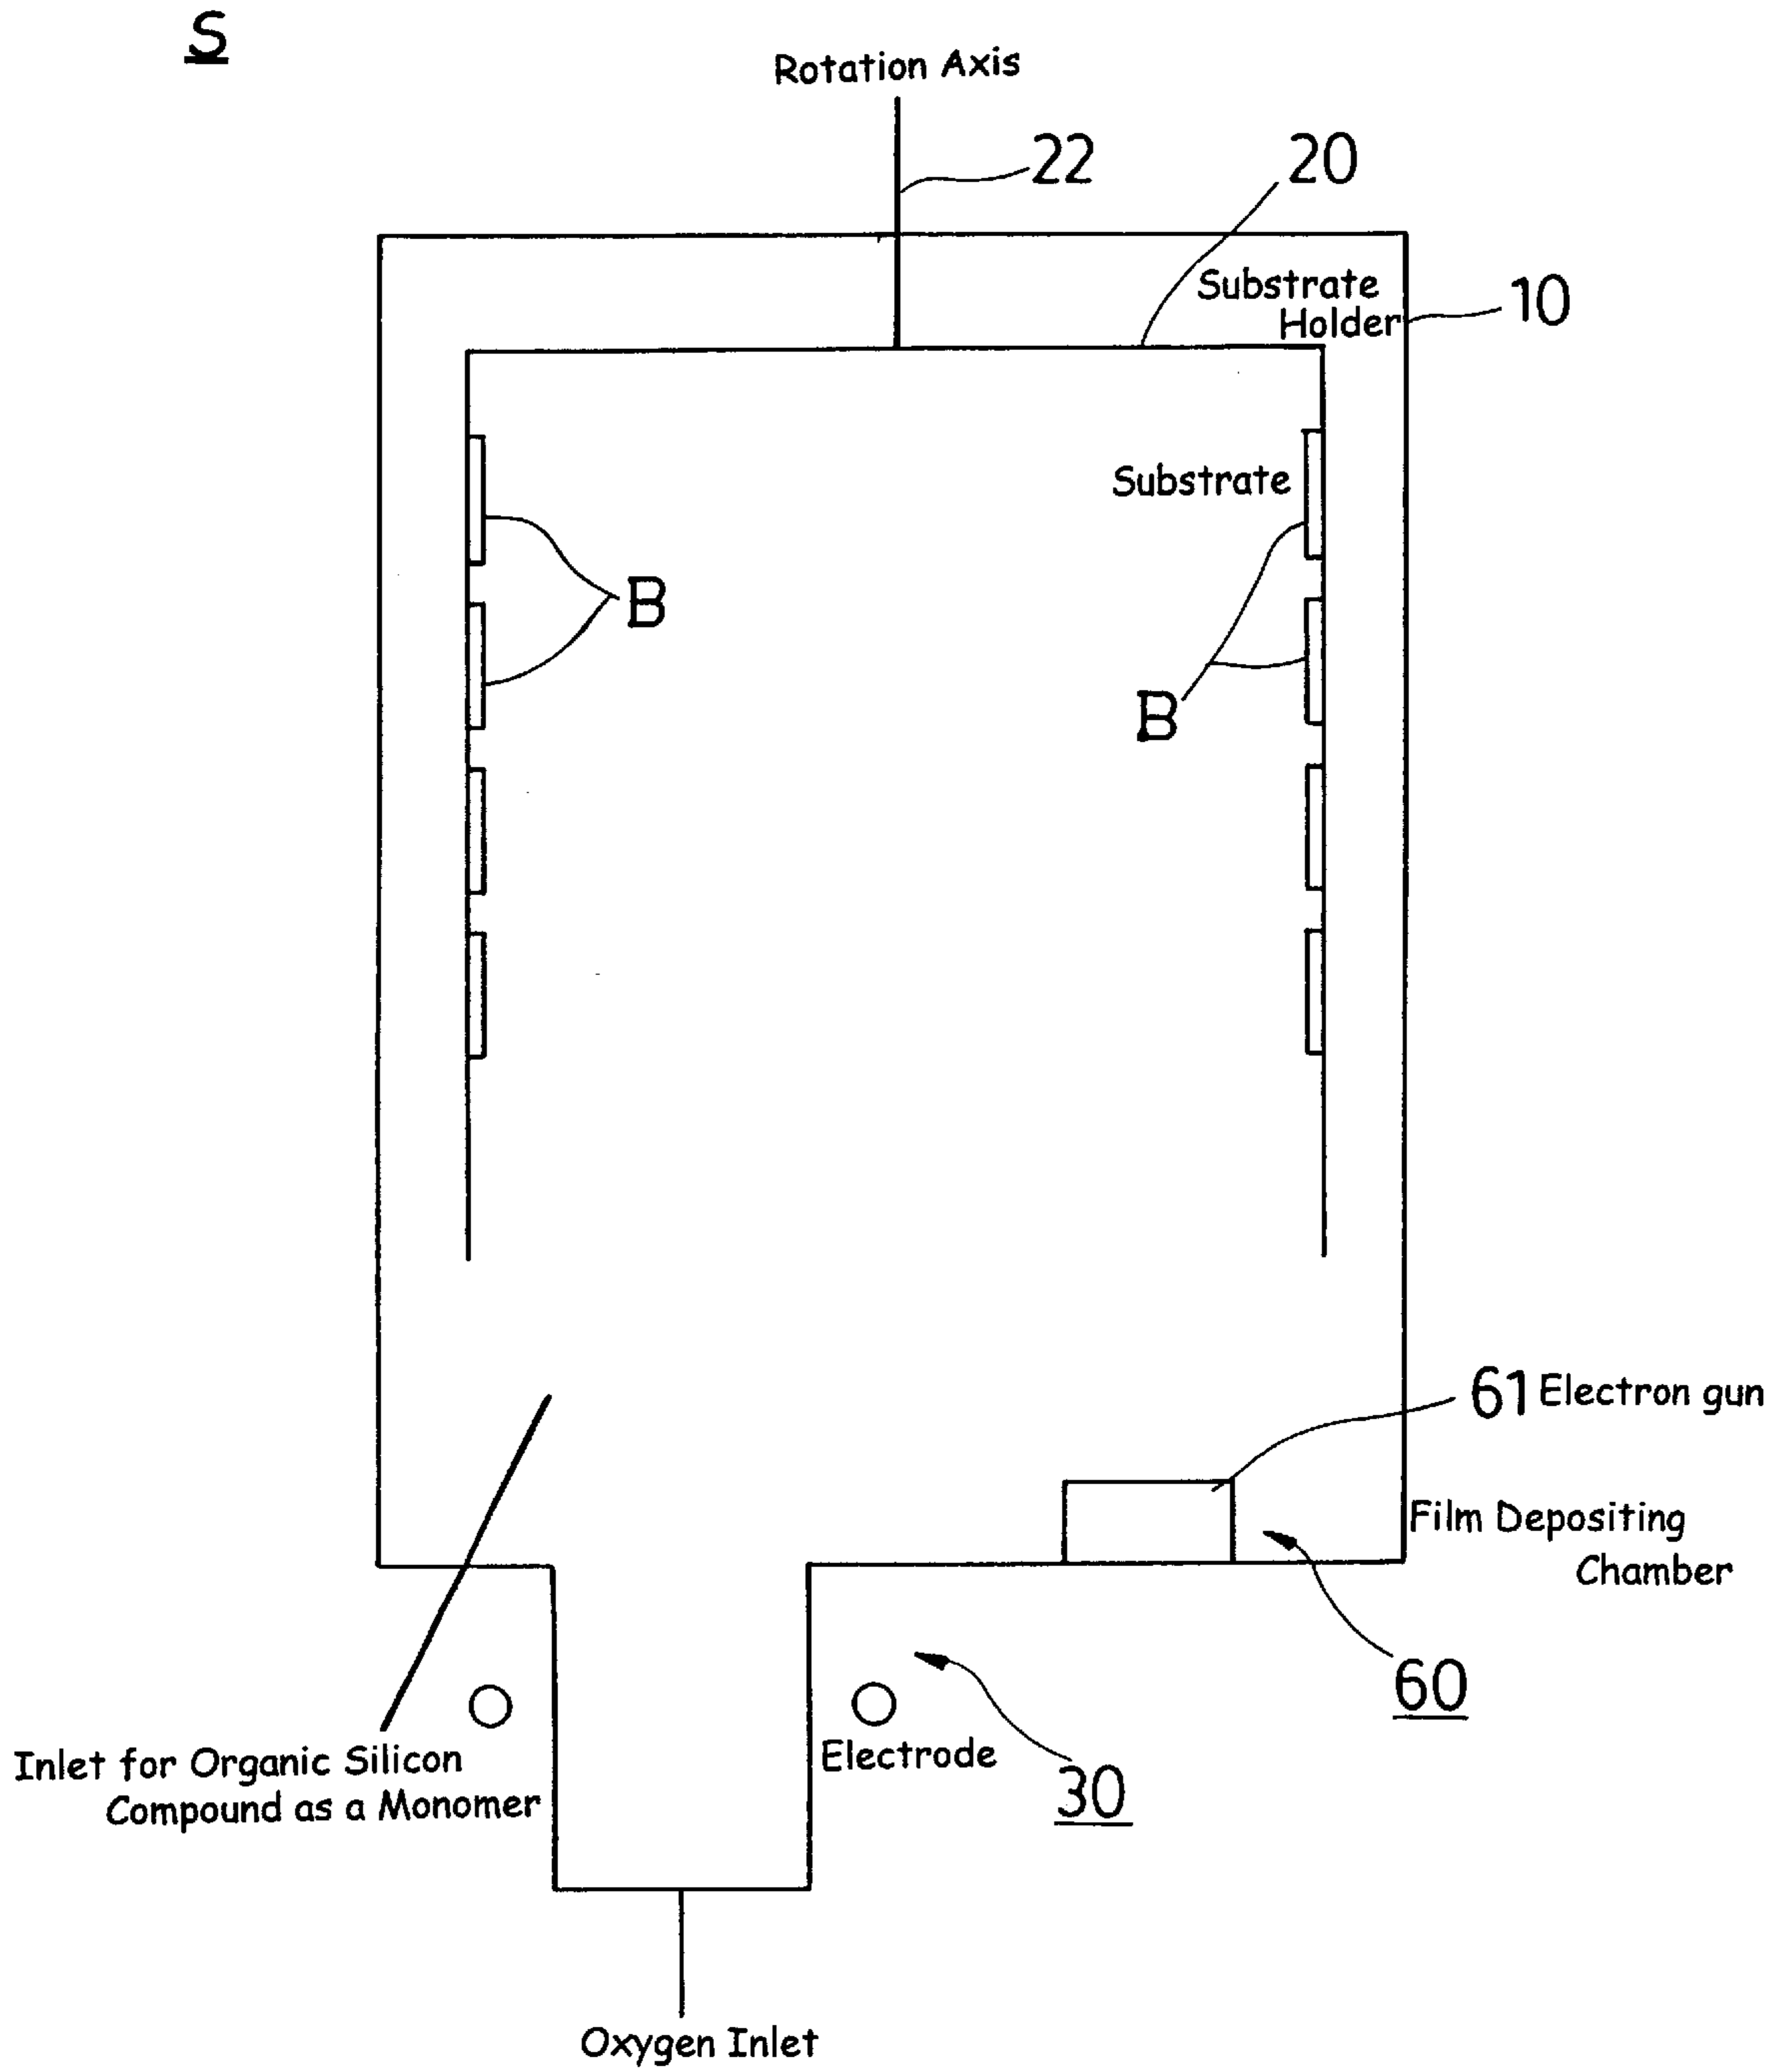 S
Rotation Axis
22
20
Substrate
Holder
10
Substrate
B
B
61 Electron gun
Film Depositing
Chamber
60
Electrode
Inlet for Organic Silicon
Compound as a Monomer
30
Oxygen Inlet